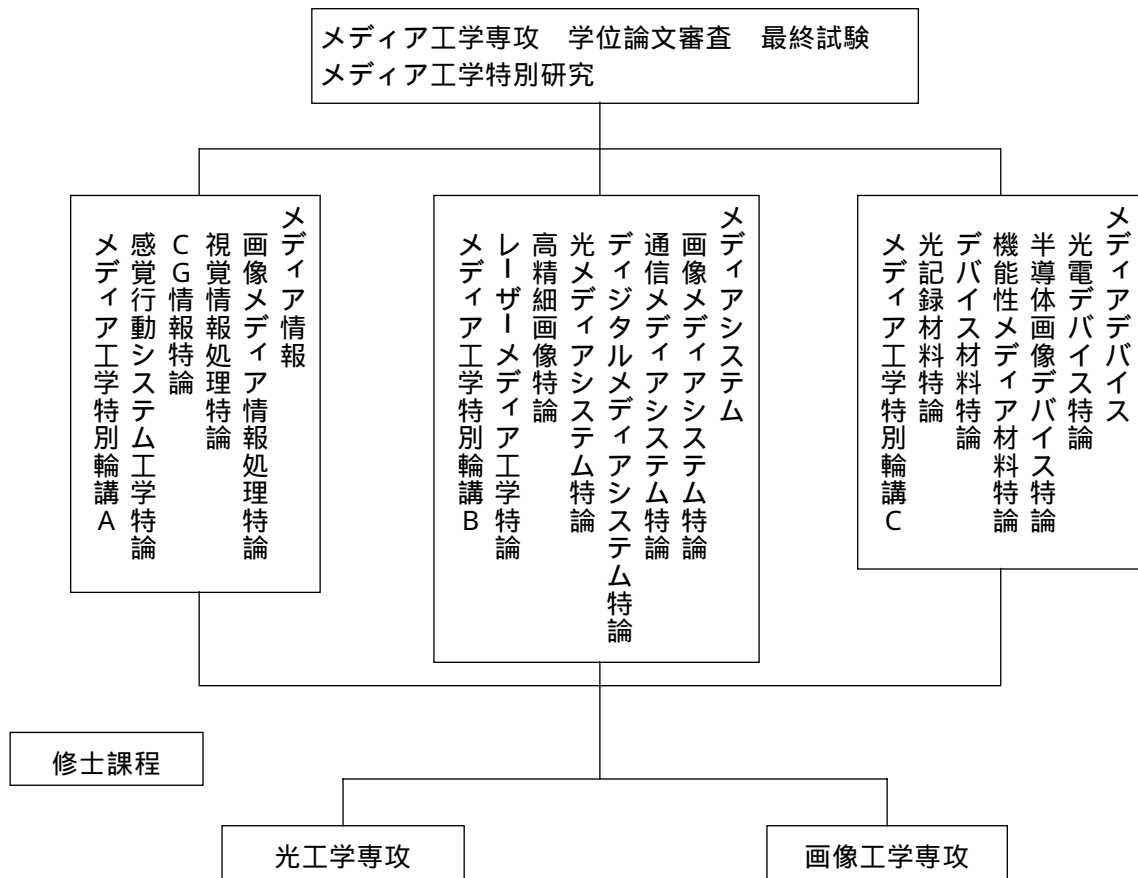 メディア工学専攻　学位論文審査　最終試験
メディア工学特別研究
メディア情報
画像メディア情報処理特論
視覚情報処理特論
ＣＧ情報特論
感覚行動システム工学特論
メディア工学特別輪講Ａ
メディアシステム
画像メディアシステム特論
通信メディアシステム特論
ディジタルメディアシステム特論
光メディアシステム特論
高精細画像特論
レーザーメディア工学特論
メディア工学特別輪講Ｂ
メディアデバイス
光電デバイス特論
半導体画像デバイス特論
機能性メディア材料特論
デバイス材料特論
光記録材料特論
メディア工学特別輪講Ｃ
修士課程
光工学専攻
画像工学専攻